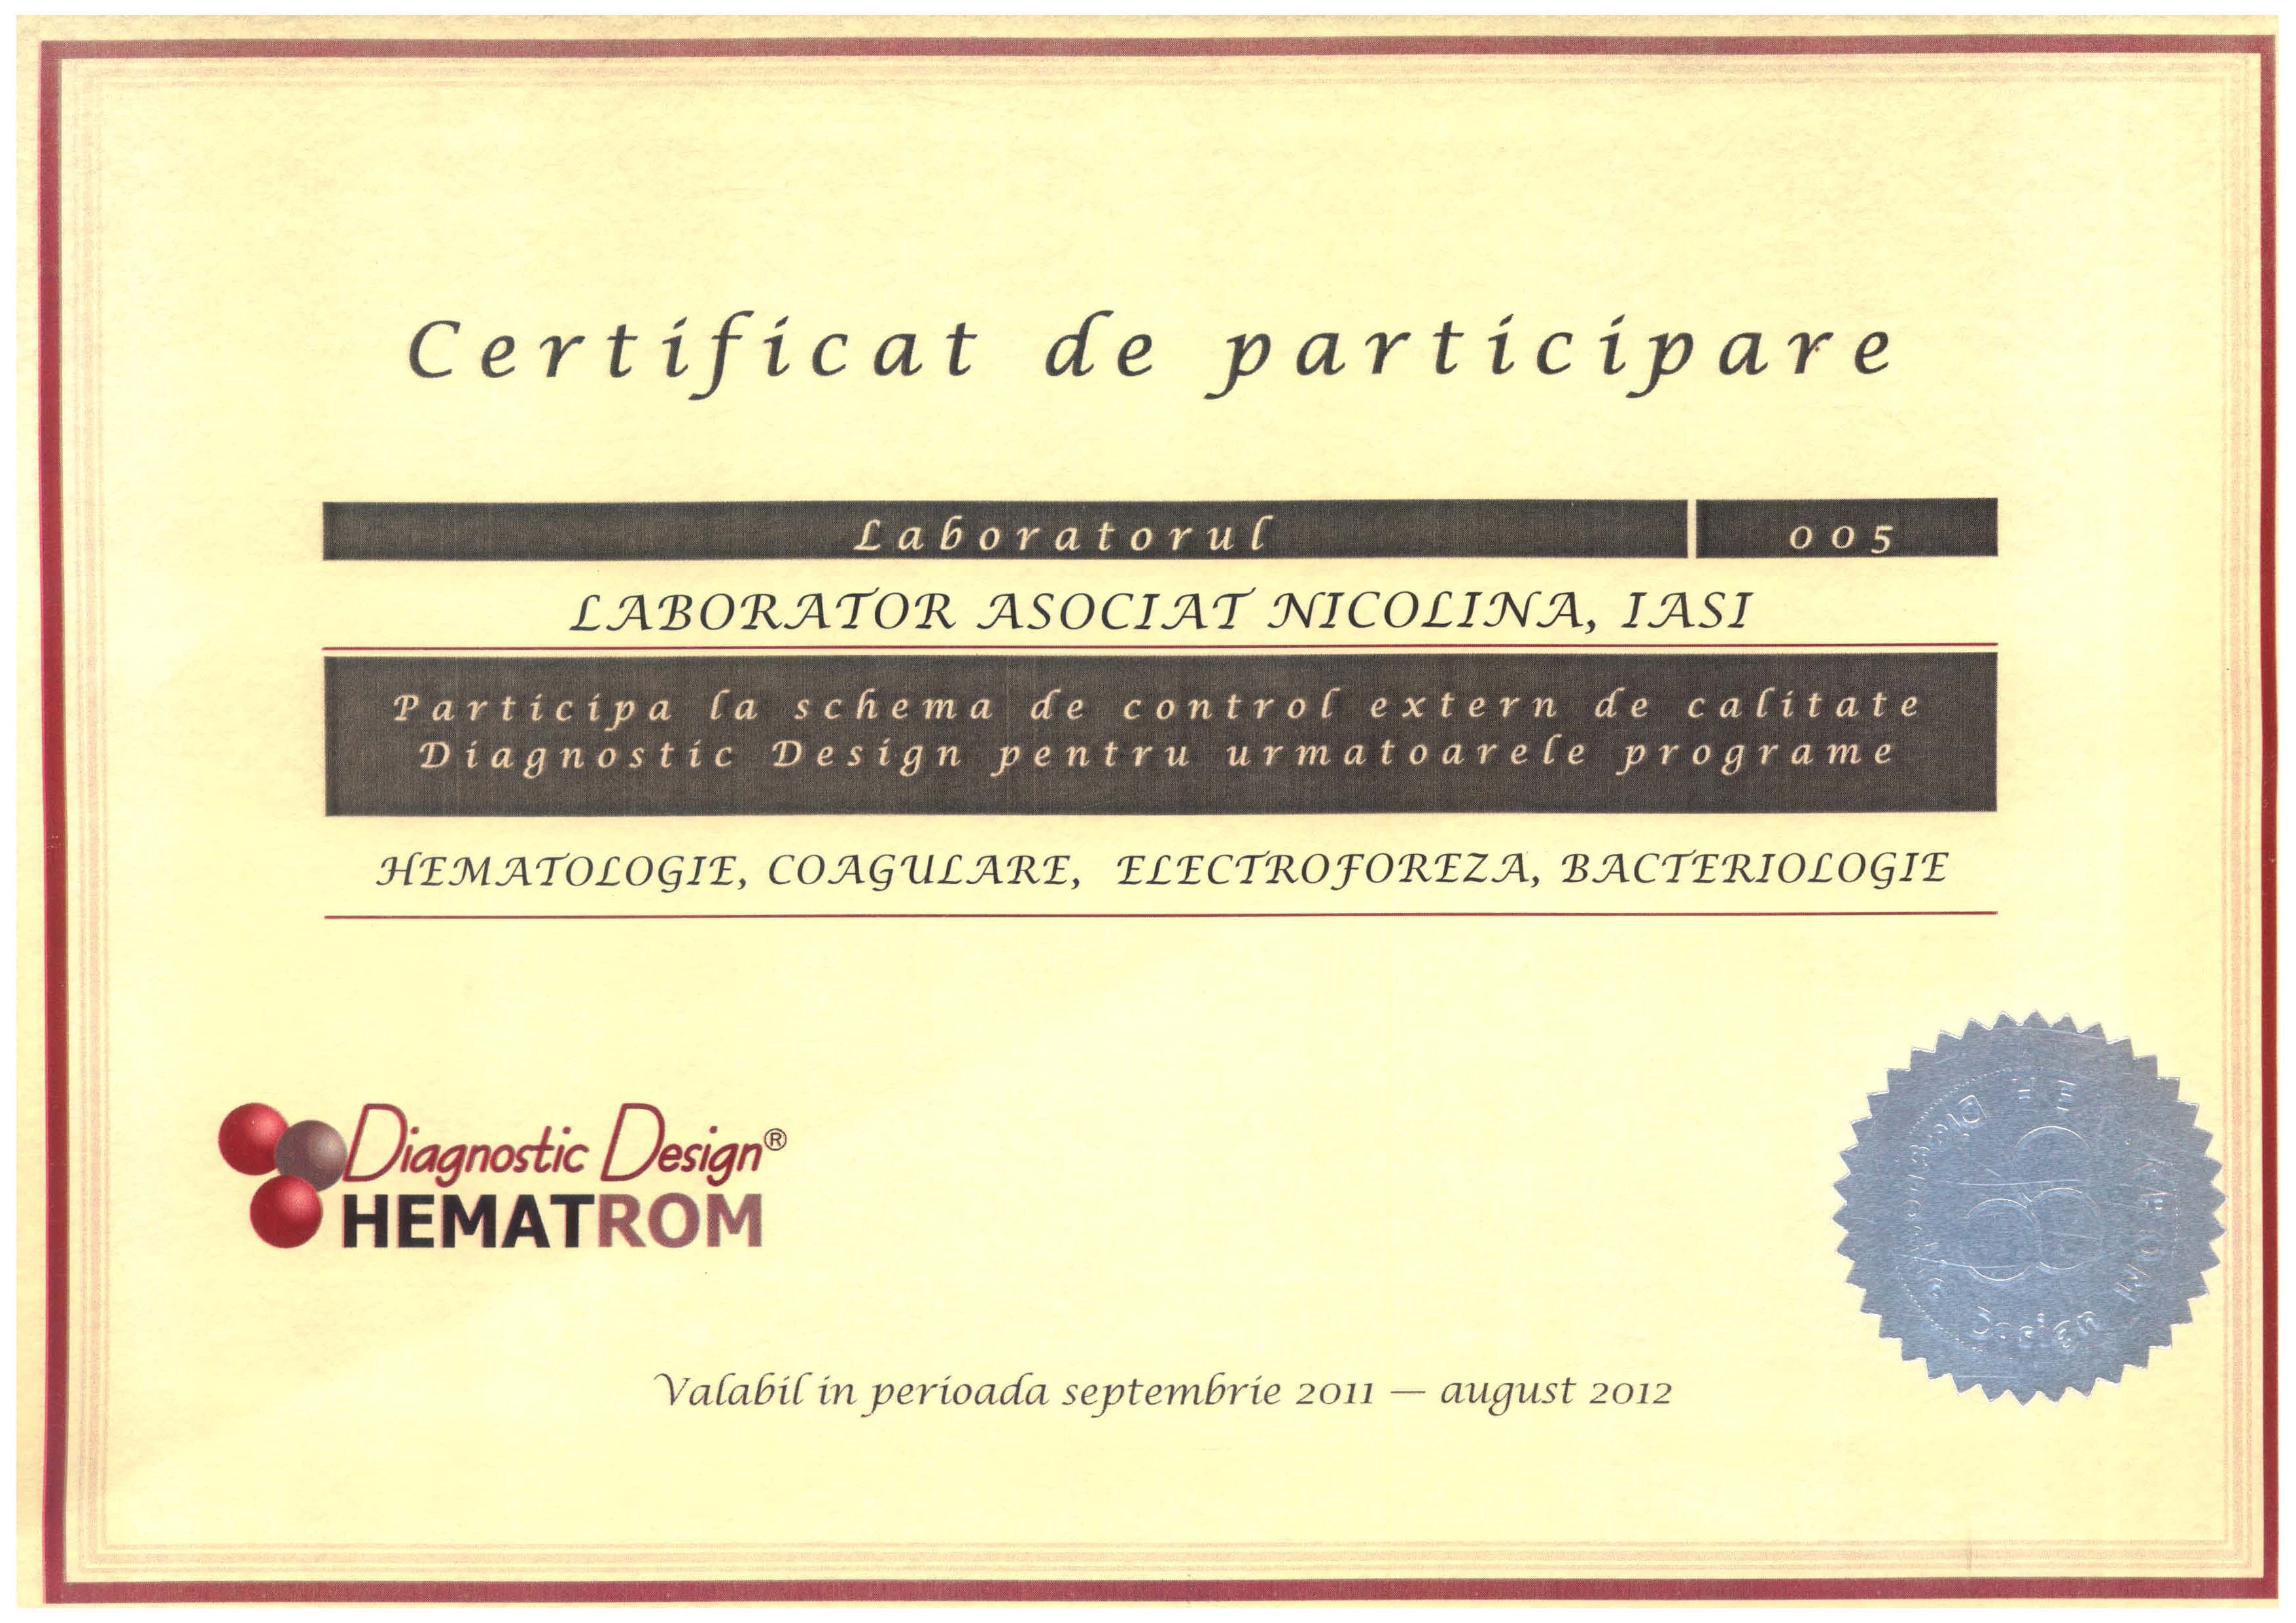 Certificat de participare
Laboratorul 005
LABORATOR ASOCIAT NICOLINA, IASI
Participa la schema de control extern de calitate
Diagnostic Design pentru urmatoarele programe
HEMATOLOGIE, COAGULARE, ELECTROFOREZA, BACTERIOLOGIE
Diagnostic Design®
HEMATROM
Design
Valabil in perioada septembrie 2011 — august 2012